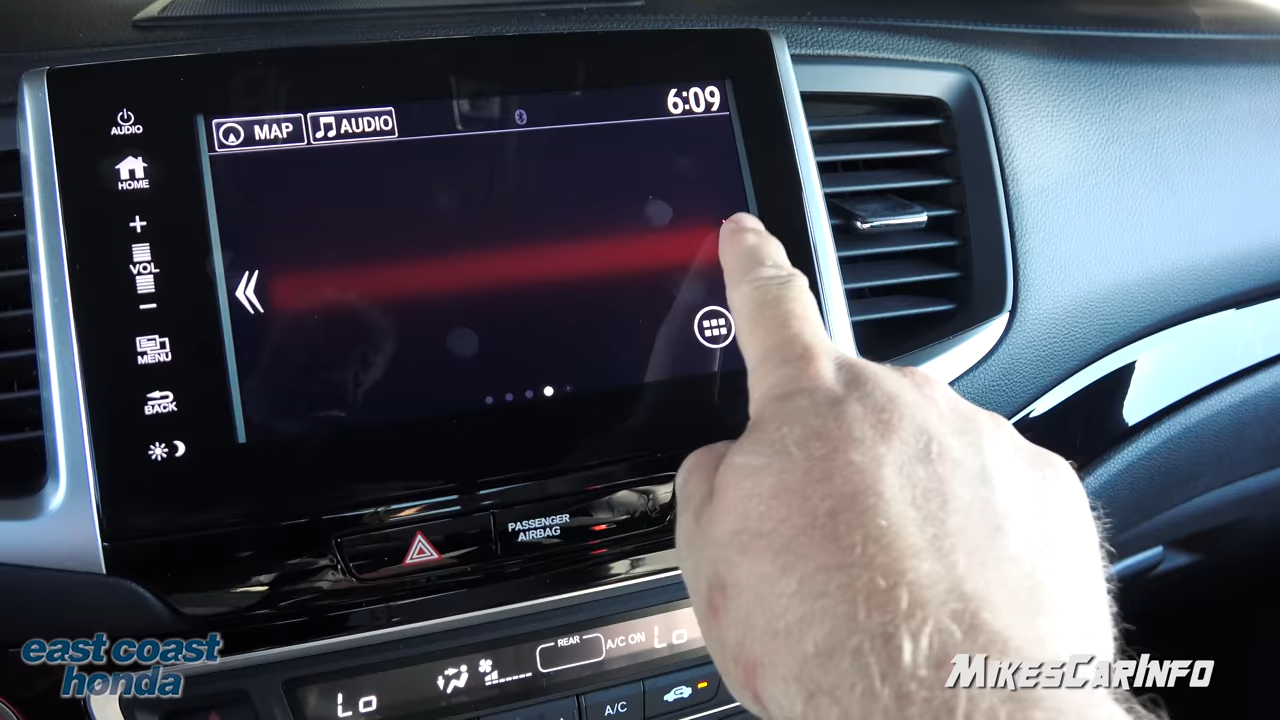 AUDIO
HOME
VOL
MENU
BACK
MAP
AUDIO
6:09
PASSENGER
AIRBAG
REAR
A/C ON
Lo
Lo
A/C
east coast
honda
MIKESCARINFO